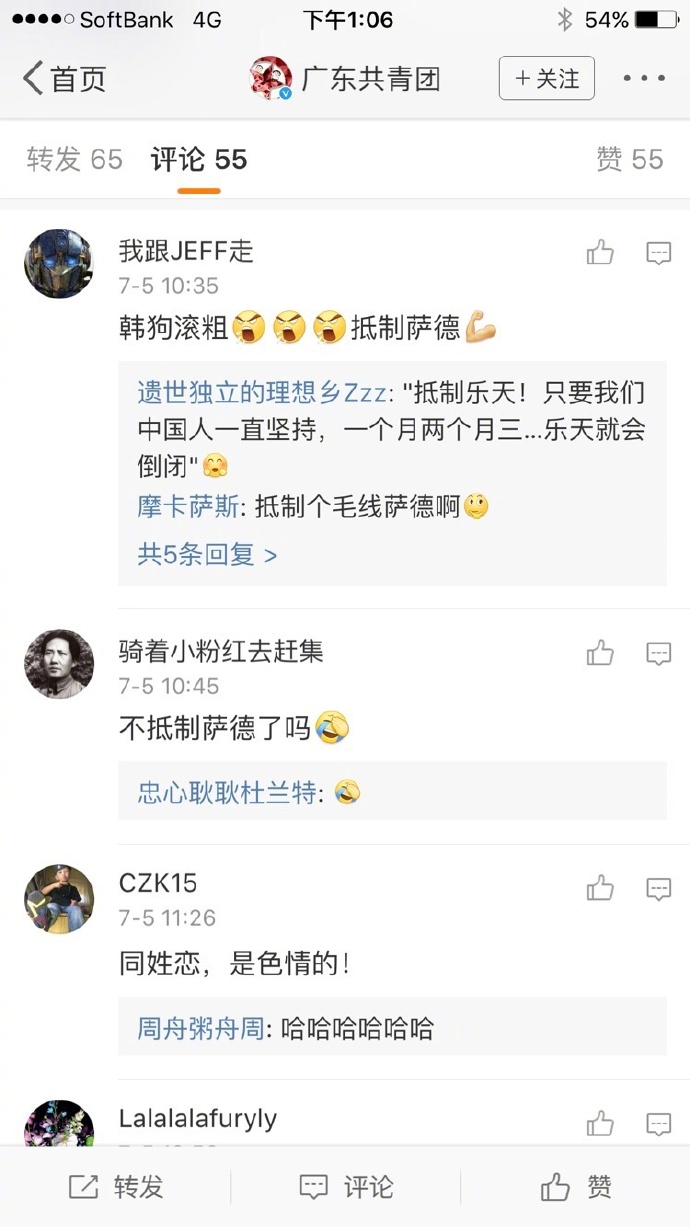 SoftBank 4G 下午1:06 54%
首页 广东共青团 +关注
转发 65 评论 55 赞 55
我跟JEFF走
7-5 10:35
韩狗滚粗抵制萨德
遗世独立的理想乡Zzz: "抵制乐天！只要我们
中国人一直坚持，一个月两个月三...乐天就会
倒闭"
摩卡萨斯: 抵制个毛线萨德啊
共5条回复 >
骑着小粉红去赶集
7-5 10:45
不抵制萨德了吗
忠心耿耿杜兰特:
CZK15
7-5 11:26
同姓恋，是色情的！
周舟粥舟周: 哈哈哈哈哈哈
Lalalalafuryly
转发 评论 赞